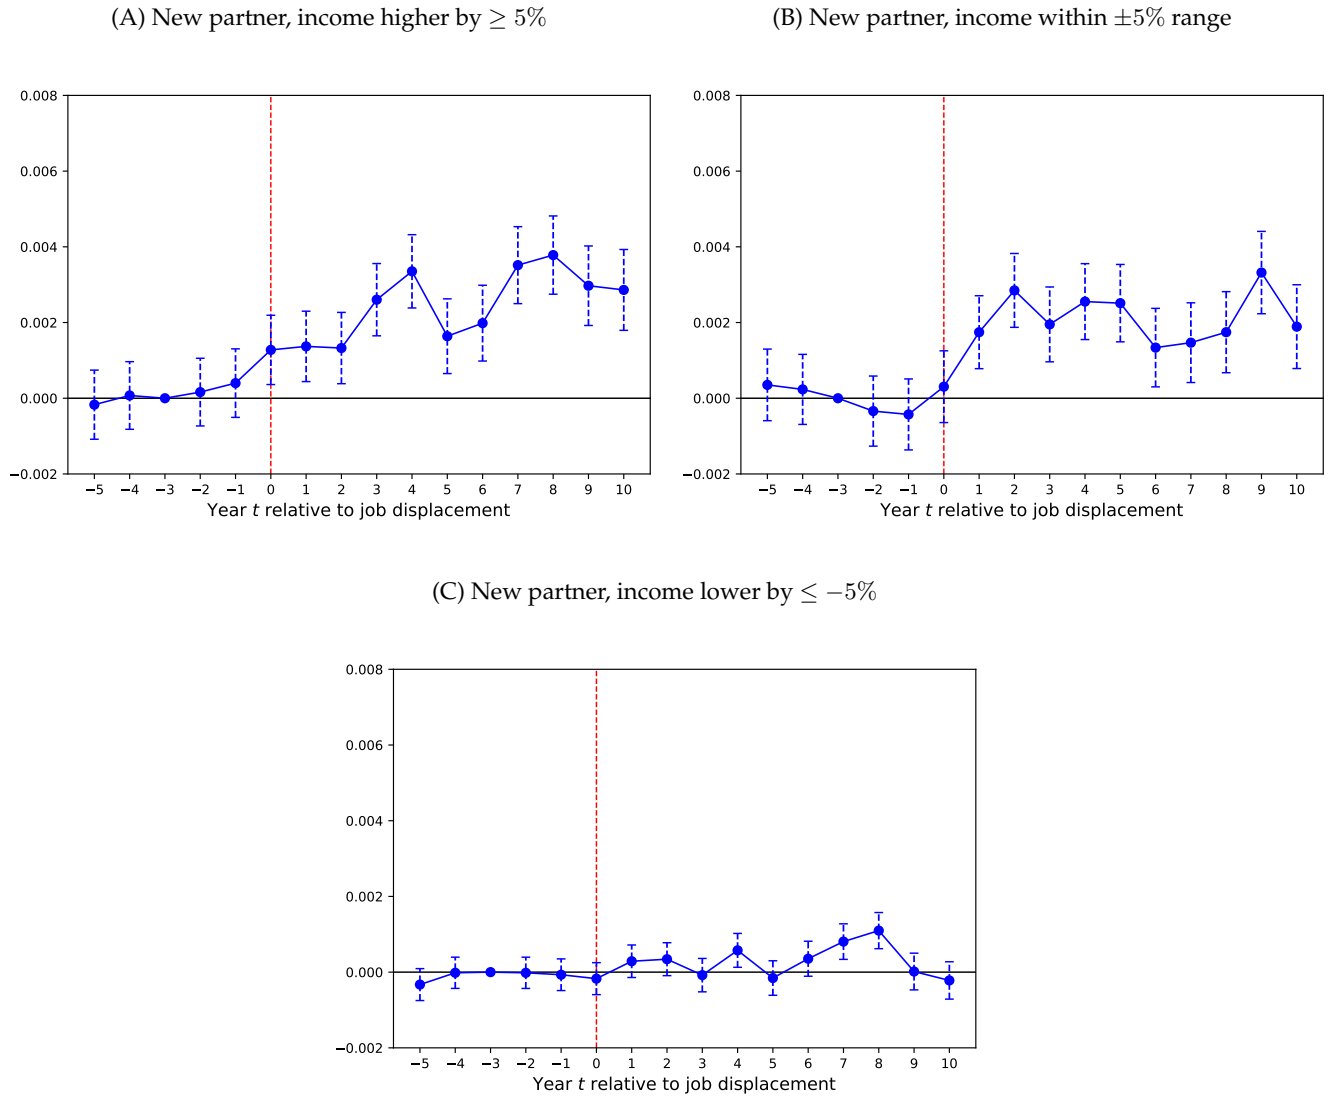 (A) New partner, income higher by ≥ 5%
0.008
0.006
0.004
0.002
0.000
−0.002
−5 −4 −3 −2 −1 0 1 2 3 4 5 6 7 8 9 10
Year t relative to job displacement
(B) New partner, income within ±5% range
0.008
0.006
0.004
0.002
0.000
−0.002
−5 −4 −3 −2 −1 0 1 2 3 4 5 6 7 8 9 10
Year t relative to job displacement
(C) New partner, income lower by ≤ −5%
0.008
0.006
0.004
0.002
0.000
−0.002
−5 −4 −3 −2 −1 0 1 2 3 4 5 6 7 8 9 10
Year t relative to job displacement